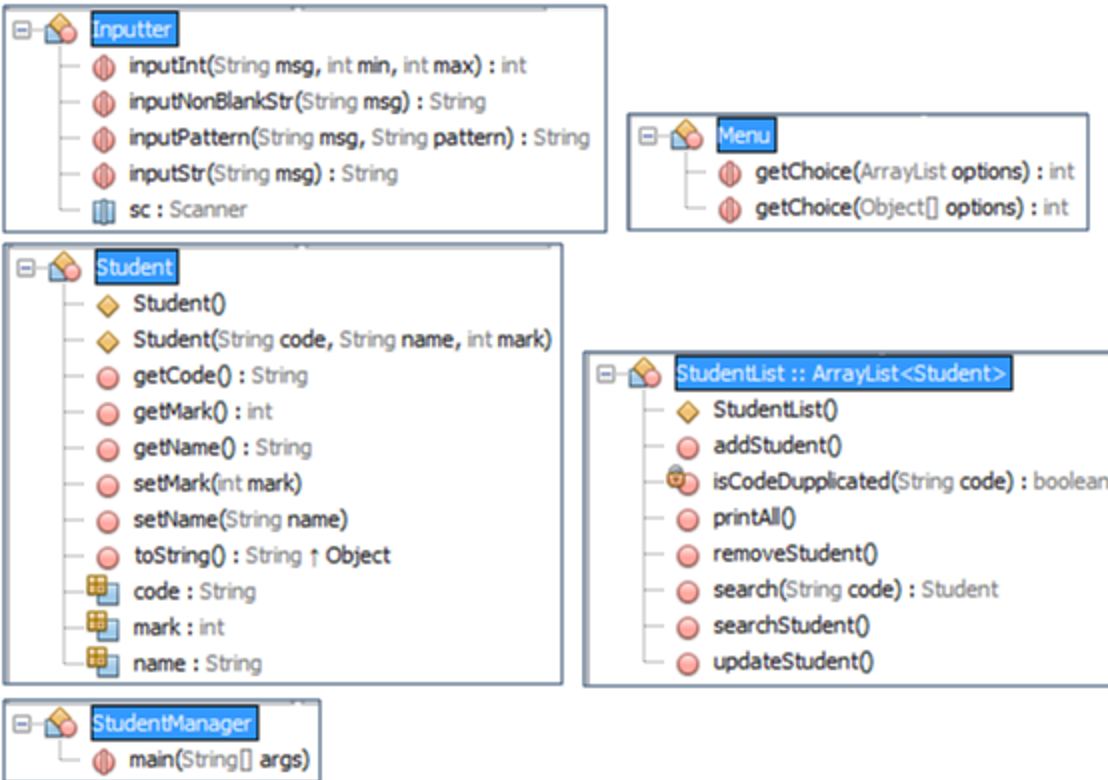 Inputter
inputInt(String msg, int min, int max) : int
inputNonBlankStr(String msg) : String
inputPattern(String msg, String pattern) : String
inputStr(String msg) : String
sc : Scanner
Menu
getChoice(ArrayList options) : int
getChoice(Object[] options) : int
Student
Student()
Student(String code, String name, int mark)
getCode() : String
getMark() : int
getName() : String
setMark(int mark)
setName(String name)
toString() : String ↑ Object
code : String
mark : int
name : String
StudentList :: ArrayList<Student>
StudentList()
addStudent()
isCodeDupplicated(String code) : boolean
printAll()
removeStudent()
search(String code) : Student
searchStudent()
updateStudent()
StudentManager
main(String[] args)